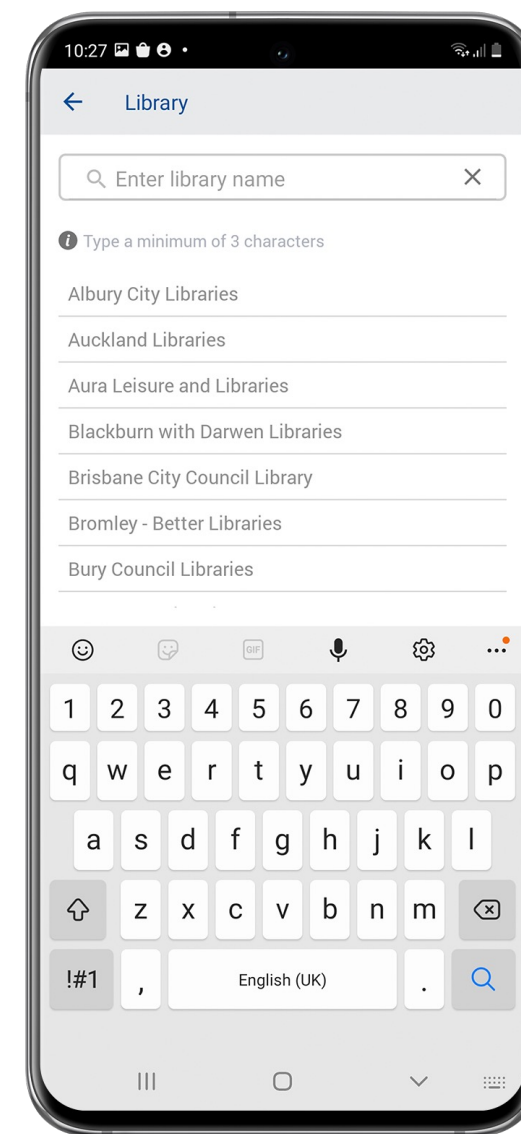 10:27
Library
Enter library name
Type a minimum of 3 characters
Albury City Libraries
Auckland Libraries
Aura Leisure and Libraries
Blackburn with Darwen Libraries
Brisbane City Council Library
Bromley - Better Libraries
Bury Council Libraries
GIF
1 2 3 4 5 6 7 8 9 0
q w e r t y u i o p
a s d f g h j k l
z x c v b n m
!#1 , English (UK) .